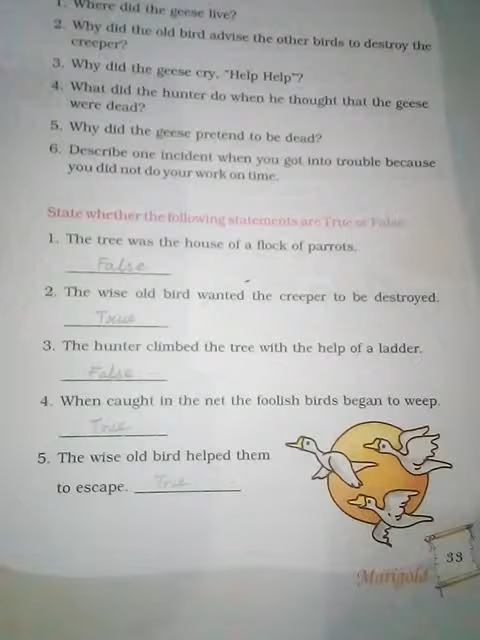 1. Where did the geese live?
2. Why did the old bird advise the other birds to destroy the
creeper?
3. Why did the geese cry, "Help Help"?
4. What did the hunter do when he thought that the geese
were dead?
5. Why did the geese pretend to be dead?
6. Describe one incident when you got into trouble because
you did not do your work on time.
State whether the following statements are True or False
1. The tree was the house of a flock of parrots.
False
2. The wise old bird wanted the creeper to be destroyed.
True
3. The hunter climbed the tree with the help of a ladder.
False
4. When caught in the net the foolish birds began to weep.
True
5. The wise old bird helped them
to escape. True
33
Marigold